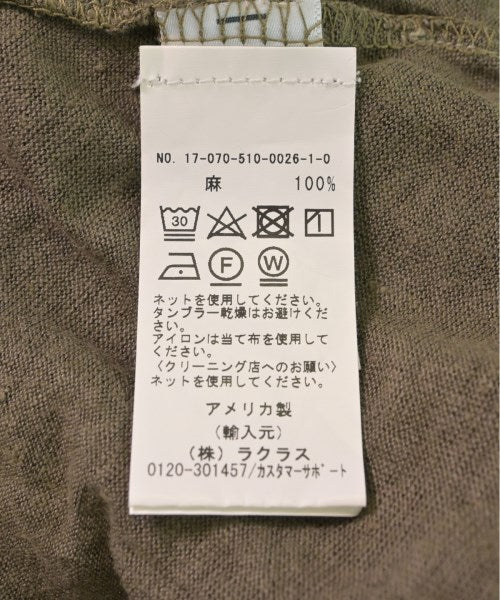 NO. 17-070-510-0026-1-0
麻 100%
30
F W
ネットを使用してください。
タンブラー乾燥はお避けくだ
さい。
アイロンは当て布を使用して
ください。
〈クリーニング店へのお願い〉
ネットを使用してください。
アメリカ製
(輸入元)
(株) ラクラス
0120-301457/カスタマーサポート